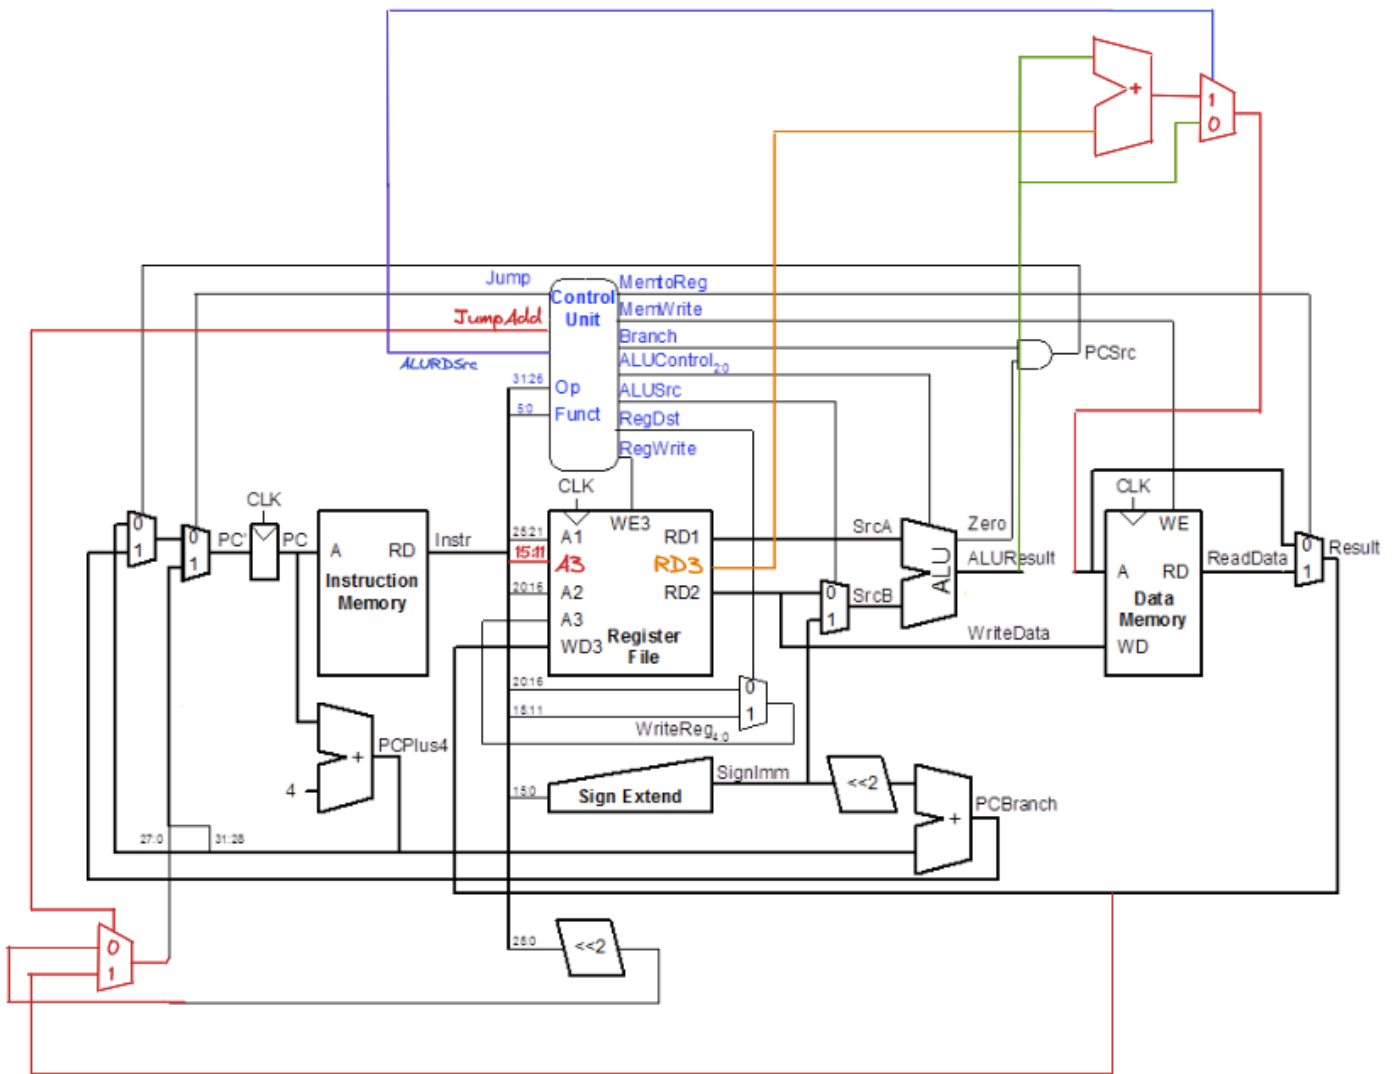 1
+
0
Jump
MemtoReg
Control
Unit
JumpAdd
MemWrite
Branch
PCSrc
ALURDSrc
ALUControl2:0
31:26
Op
ALUSrc
5:0
Funct
RegDst
RegWrite
CLK
CLK
CLK
WE3
WE
0
1
PC'
0
1
PC
A
RD
Instr
Instruction
Memory
25:21
A1
RD1
SrcA
Zero
15:11
A3
RD3
ALU
ALUResult
20:16
A2
RD2
0
1
SrcB
A3
WD3
Register
File
WriteData
A
RD
Data
Memory
WD
ReadData
0
1
Result
20:16
0
15:11
1
WriteReg4:0
PCPlus4
+
4
SignImm
15:0
Sign Extend
<<2
PCBranch
+
27:0
31:28
0
1
25:0
<<2